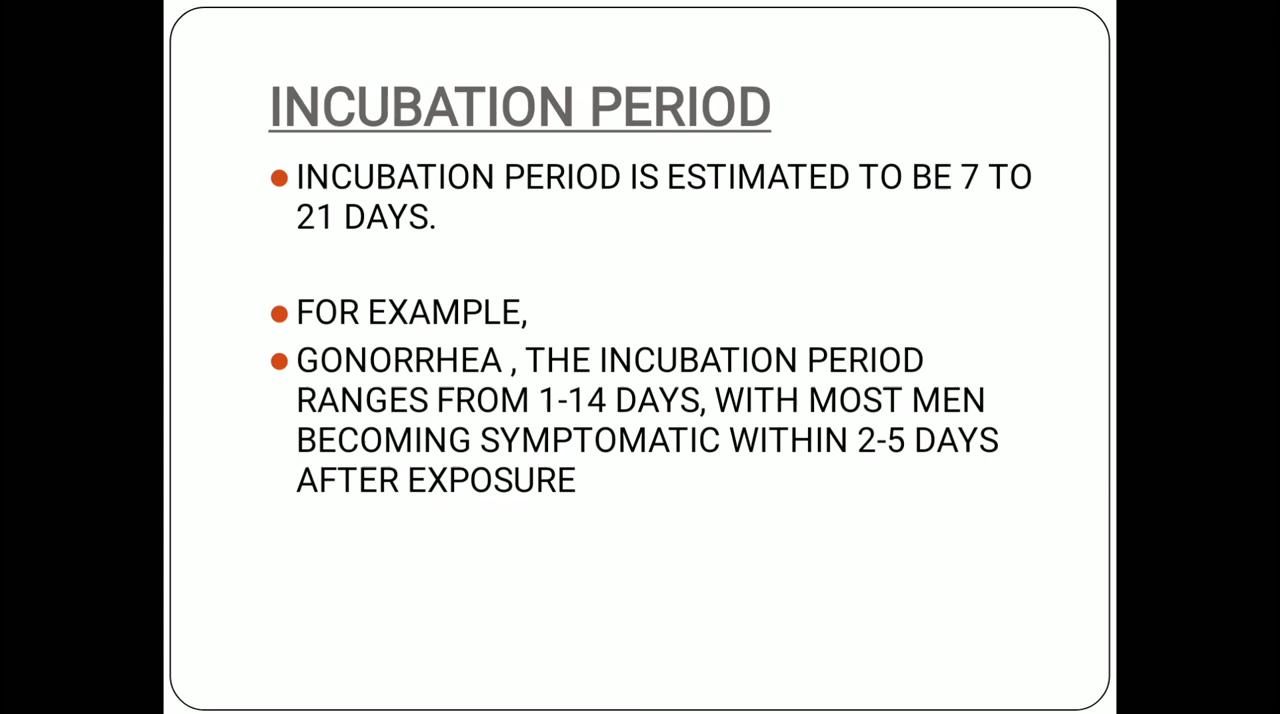 INCUBATION PERIOD
● INCUBATION PERIOD IS ESTIMATED TO BE 7 TO
21 DAYS.
● FOR EXAMPLE,
● GONORRHEA , THE INCUBATION PERIOD
RANGES FROM 1-14 DAYS, WITH MOST MEN
BECOMING SYMPTOMATIC WITHIN 2-5 DAYS
AFTER EXPOSURE